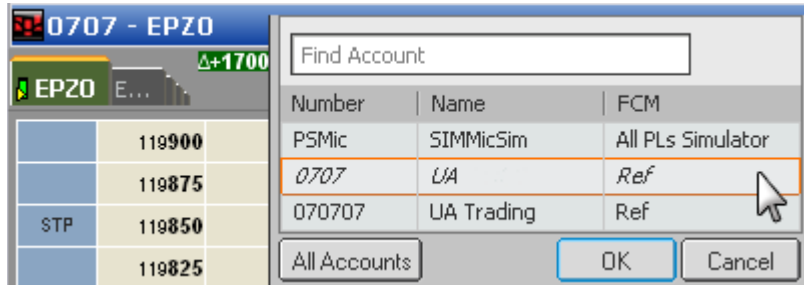 0707 - EPZ0
Δ+1700
EPZ0 E...
119900
119875
STP 119850
119825
Find Account
Number Name FCM
PSMic SIMMicSim All PLs Simulator
0707 UA Ref
070707 UA Trading Ref
All Accounts OK Cancel